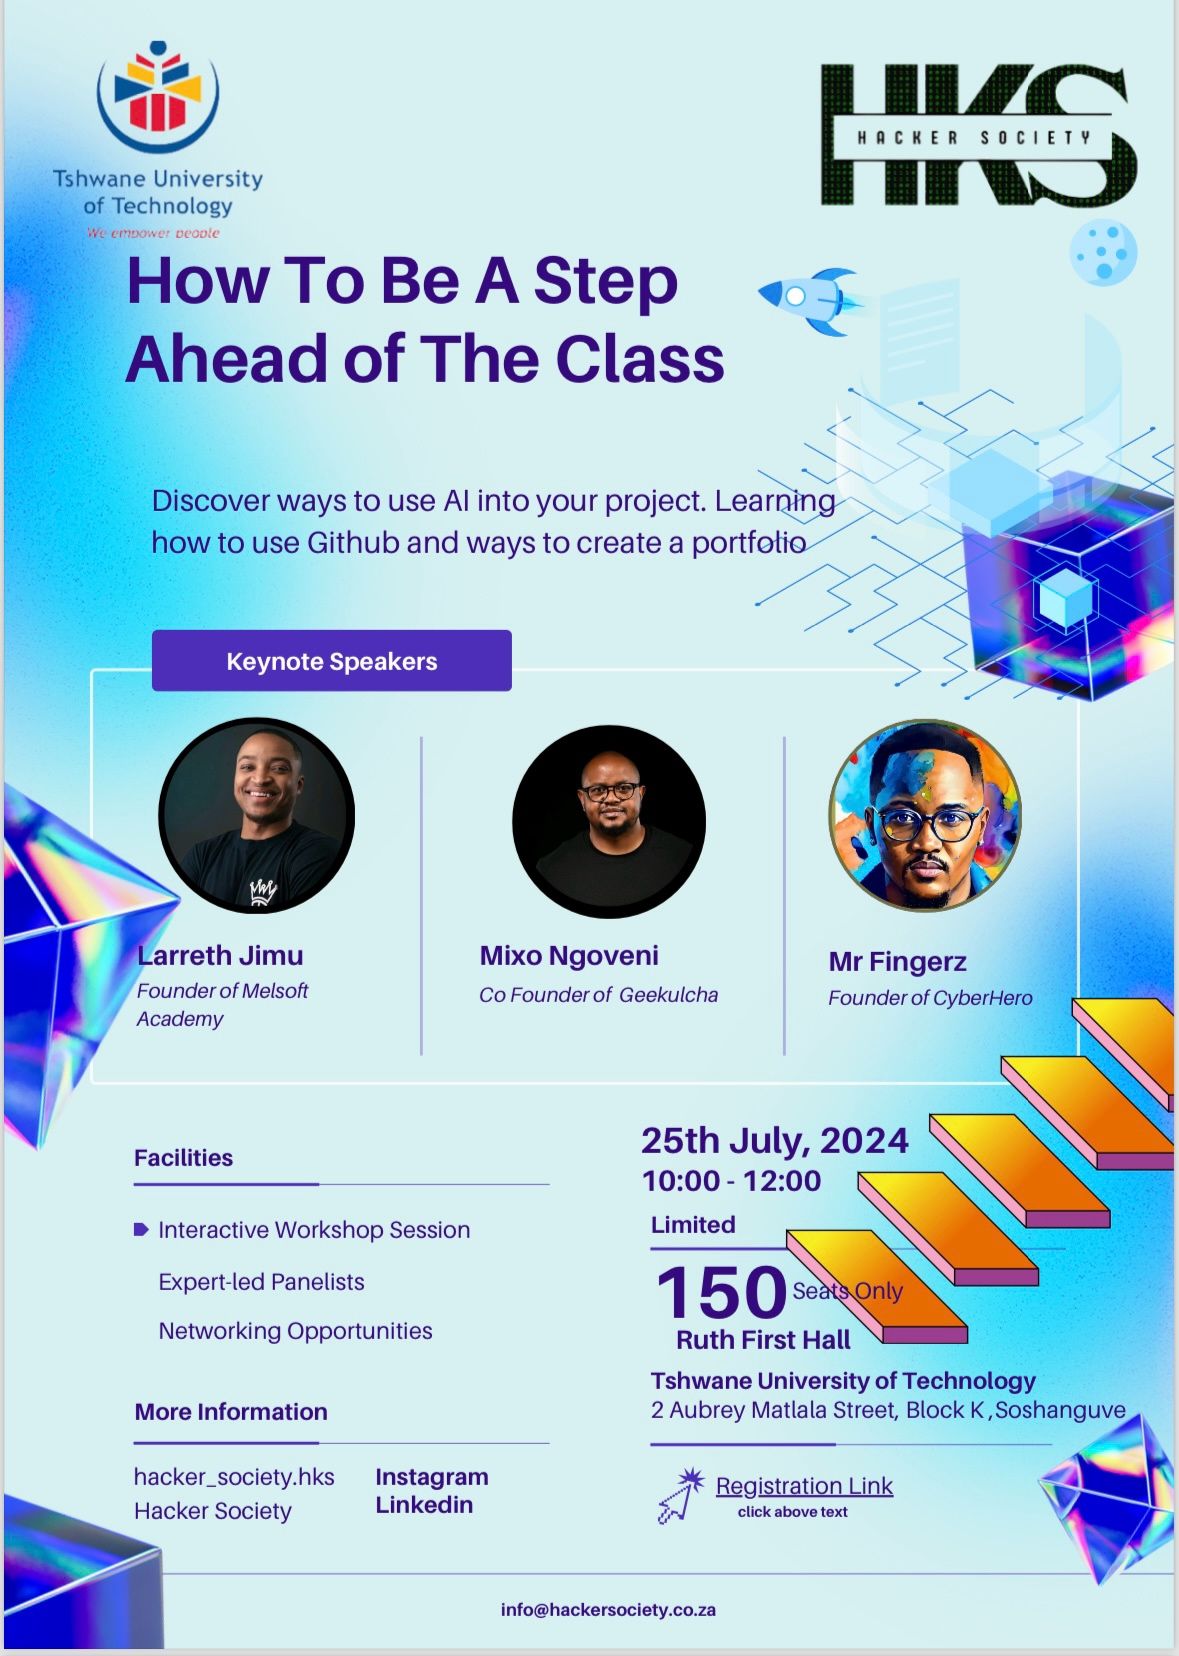 Tshwane University
of Technology
We empower people
HKS
HACKER SOCIETY
How To Be A Step
Ahead of The Class
Discover ways to use AI into your project. Learning
how to use Github and ways to create a portfolio
Keynote Speakers
Larreth Jimu
Founder of Melsoft
Academy
Mixo Ngoveni
Co Founder of Geekulcha
Mr Fingerz
Founder of CyberHero
Facilities
Interactive Workshop Session
Expert-led Panelists
Networking Opportunities
More Information
hacker_society.hks Instagram
Hacker Society Linkedin
25th July, 2024
10:00 - 12:00
Limited
150 Seats Only
Ruth First Hall
Tshwane University of Technology
2 Aubrey Matlala Street, Block K ,Soshanguve
Registration Link
click above text
info@hackersociety.co.za